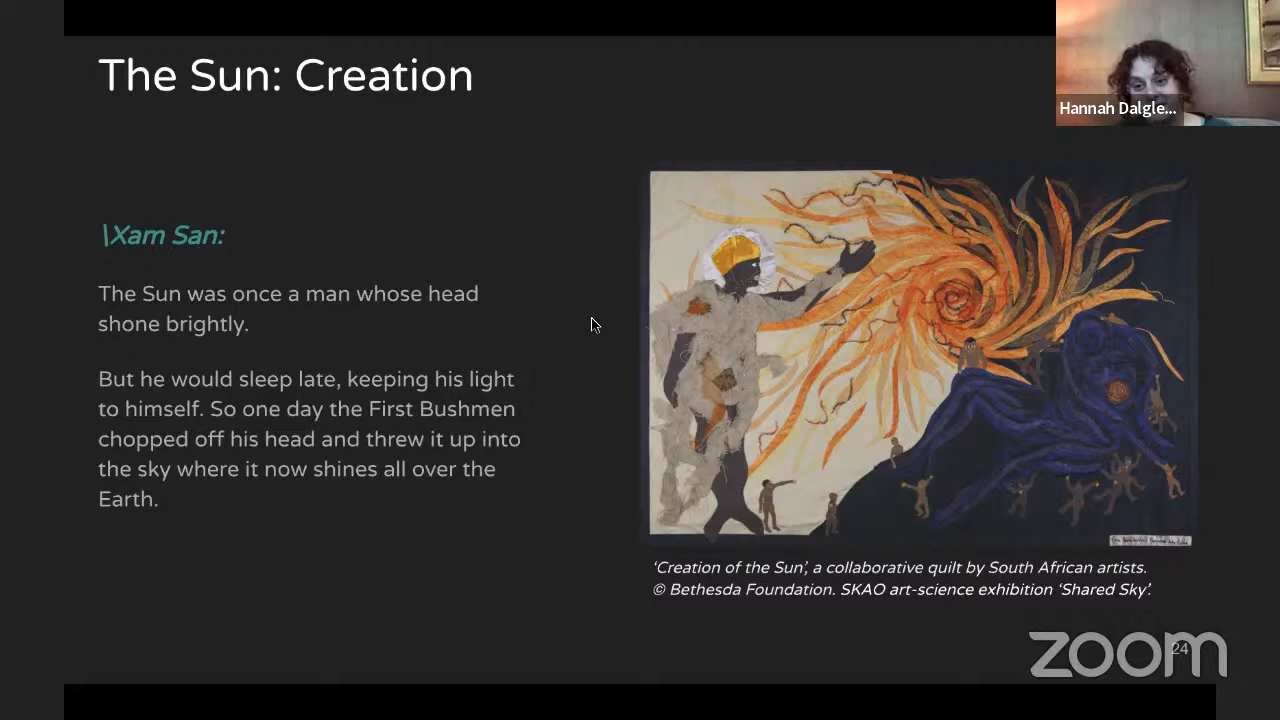 The Sun: Creation
Hannah Dalgle...
\Xam San:
The Sun was once a man whose head
shone brightly.
But he would sleep late, keeping his light
to himself. So one day the First Bushmen
chopped off his head and threw it up into
the sky where it now shines all over the
Earth.
‘Creation of the Sun’, a collaborative quilt by South African artists.
© Bethesda Foundation. SKAO art-science exhibition ‘Shared Sky’.
zoom
24